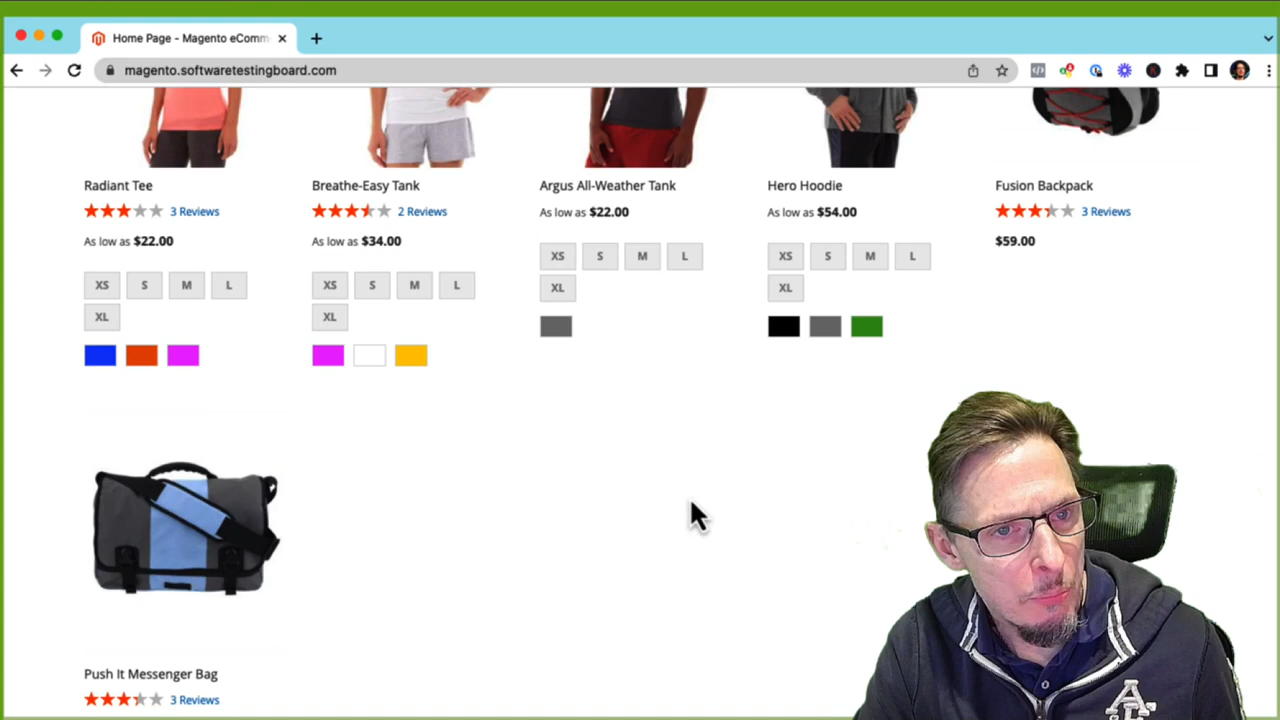 Home Page - Magento eComm
magento.softwaretestingboard.com
Radiant Tee
3 Reviews
As low as $22.00
XS S M L
XL
Breathe-Easy Tank
2 Reviews
As low as $34.00
XS S M L
XL
Argus All-Weather Tank
As low as $22.00
XS S M L
XL
Hero Hoodie
As low as $54.00
XS S M L
XL
Fusion Backpack
3 Reviews
$59.00
Push It Messenger Bag
3 Reviews